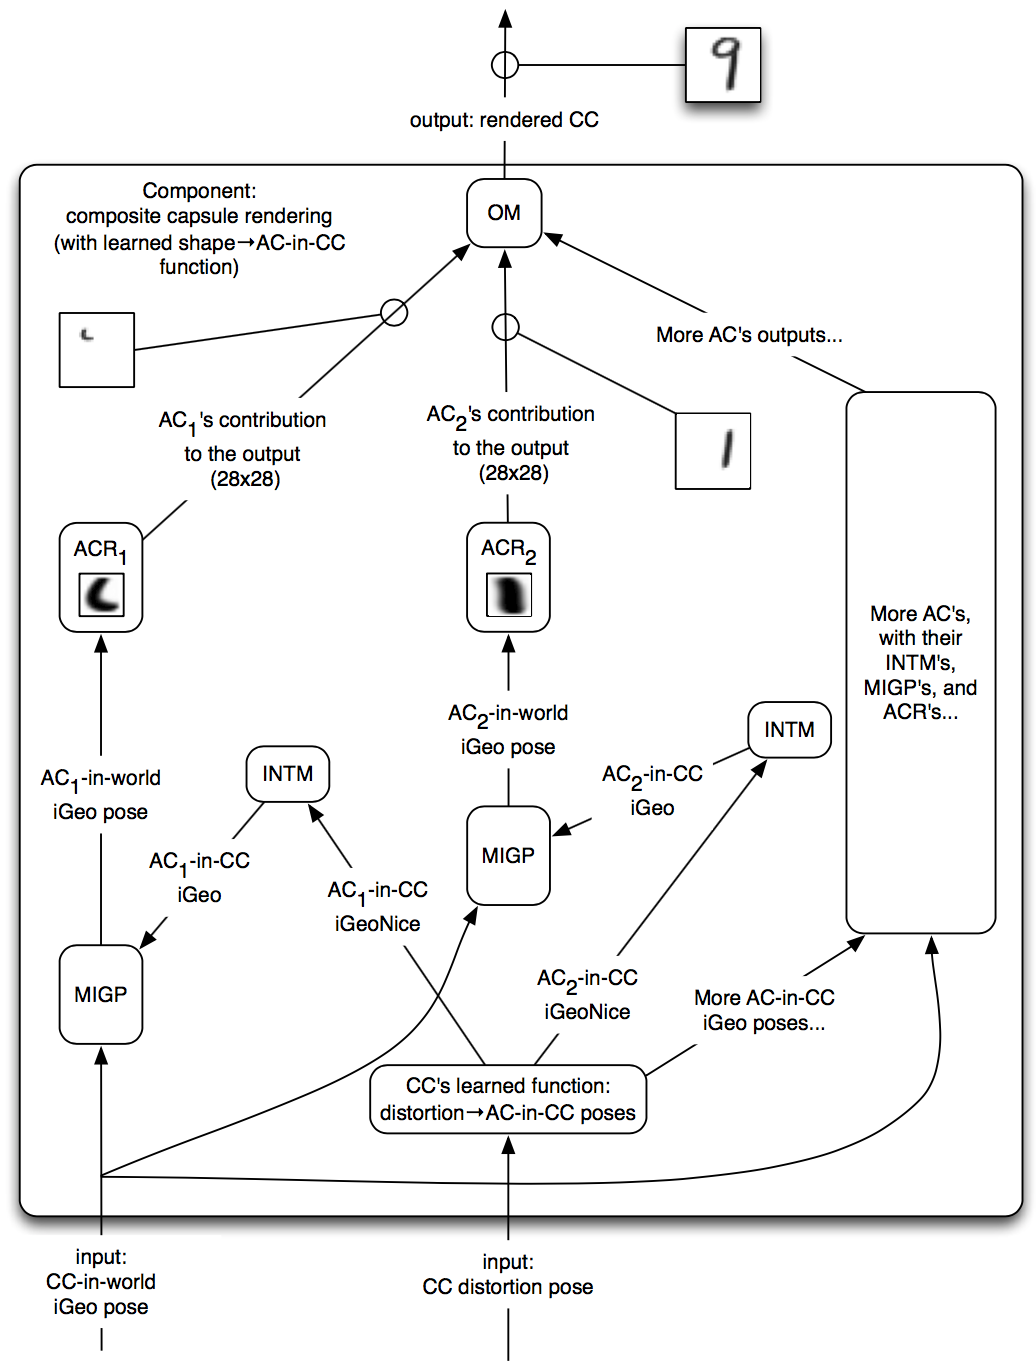 9
output: rendered CC
Component:
composite capsule rendering
(with learned shape→AC-in-CC
function)
OM
More AC's outputs...
AC1's contribution
to the output
(28x28)
AC2's contribution
to the output
(28x28)
ACR1
ACR2
More AC's,
with their
INTM's,
MIGP's, and
ACR's...
AC1-in-world
iGeo pose
INTM
AC2-in-world
iGeo pose
INTM
AC1-in-CC
iGeo
AC2-in-CC
iGeo
AC1-in-CC
iGeoNice
MIGP
MIGP
AC2-in-CC
iGeoNice
More AC-in-CC
iGeo poses...
CC's learned function:
distortion→AC-in-CC poses
input:
CC-in-world
iGeo pose
input:
CC distortion pose